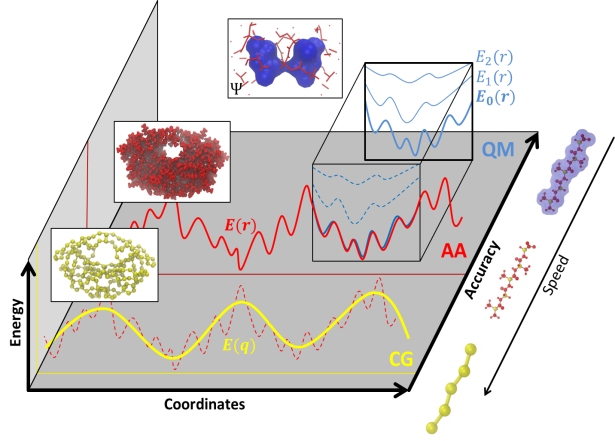 Ψ
E₂(r)
E₁(r)
E₀(r)
QM
E(r)
AA
E(q)
CG
Energy
Coordinates
Accuracy
Speed